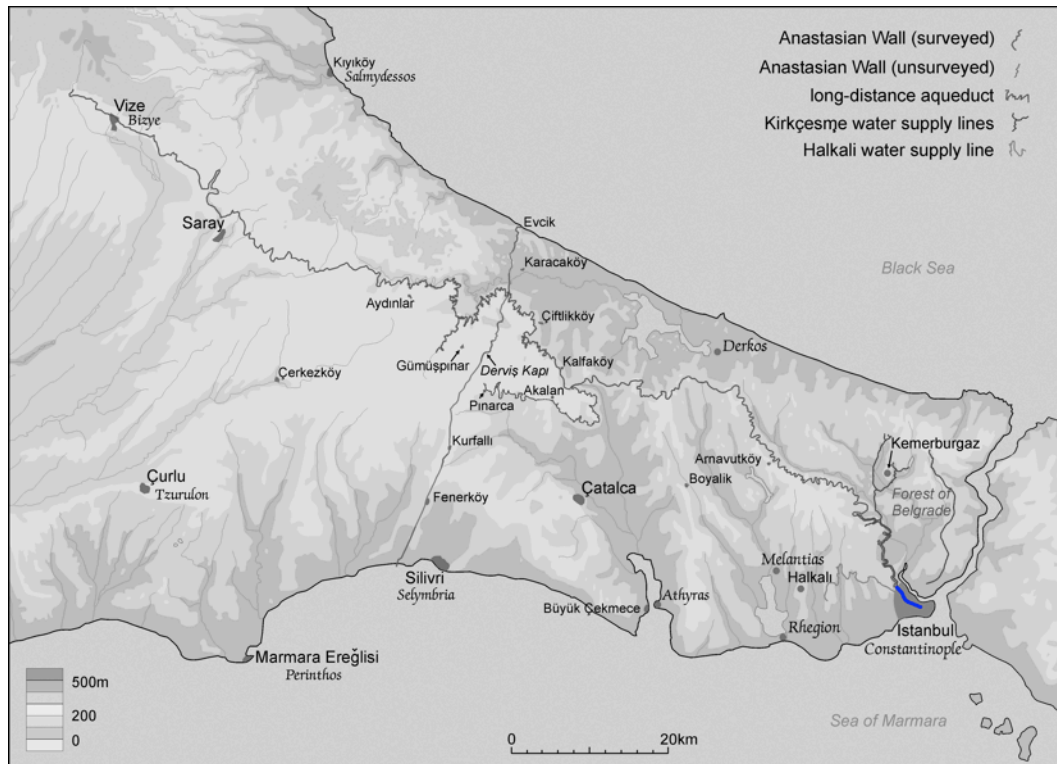 Anastasian Wall (surveyed)
Anastasian Wall (unsurveyed)
long-distance aqueduct
Kirkçeşme water supply lines
Halkali water supply line
Kıyıköy
Salmydessos
Vize
Bizye
Saray
Evcik
Karacaköy
Black Sea
Aydınlar
Çiftlikköy
Derkos
Gümüşpınar
Derviş Kapı
Kalfaköy
Çerkezköy
Akalan
Pınarca
Kurfallı
Arnavutköy
Kemerburgaz
Çurlu
Tzurulon
Boyalik
Çatalca
Forest of
Belgrade
Fenerköy
Melantias
Halkalı
Silivri
Selymbria
Büyük Çekmece
Athyras
Rhegion
Istanbul
Constantinople
Marmara Ereğlisi
Perinthos
500m
200
0
Sea of Marmara
0
20km